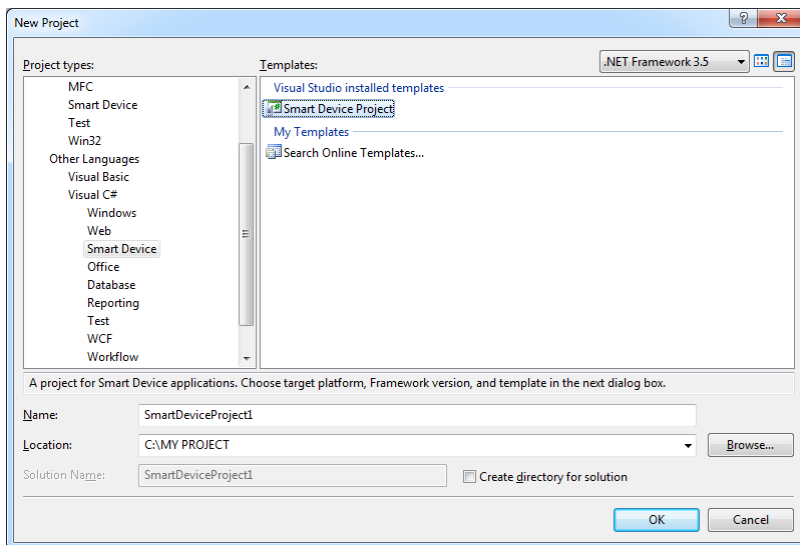 New Project
Project types:
Templates:
.NET Framework 3.5
MFC
Smart Device
Test
Win32
Other Languages
Visual Basic
Visual C#
Windows
Web
Smart Device
Office
Database
Reporting
Test
WCF
Workflow
Visual Studio installed templates
Smart Device Project
My Templates
Search Online Templates...
A project for Smart Device applications. Choose target platform, Framework version, and template in the next dialog box.
Name:
SmartDeviceProject1
Location:
C:\MY PROJECT
Browse...
Solution Name:
SmartDeviceProject1
Create directory for solution
OK
Cancel